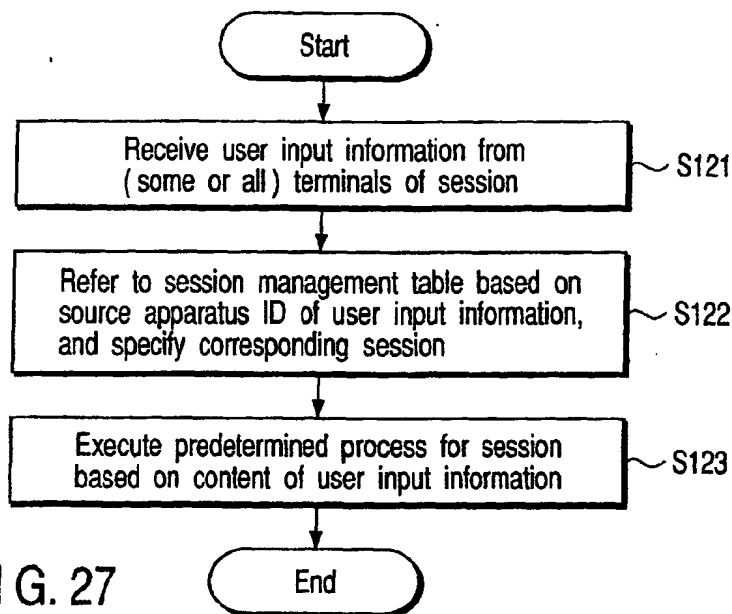 Start
Receive user input information from
(some or all) terminals of session
S121
Refer to session management table based on
source apparatus ID of user input information,
and specify corresponding session
S122
Execute predetermined process for session
based on content of user input information
S123
End
G. 27